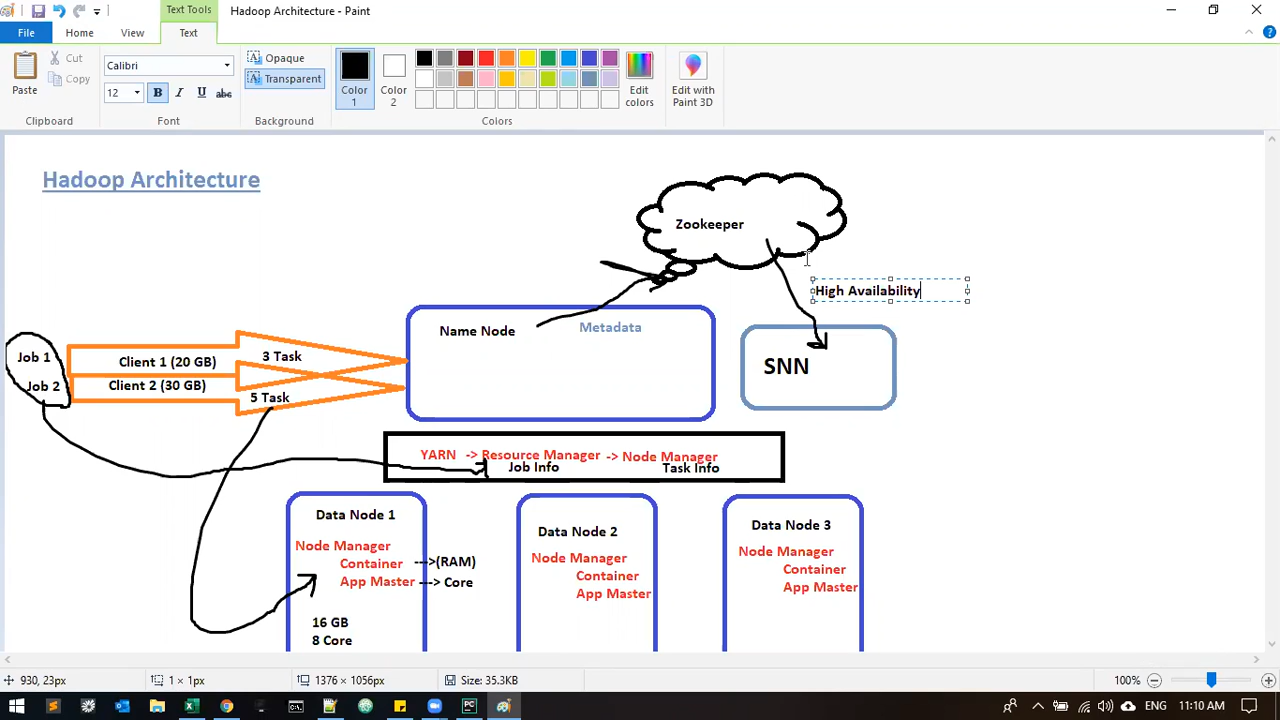 Text Tools
Hadoop Architecture - Paint
File
Home
View
Text
Paste
Cut
Copy
Clipboard
Calibri
12
B
I
U
abc
Font
Opaque
Transparent
Background
Color 1
Color 2
Edit colors
Colors
Edit with Paint 3D
Hadoop Architecture
Zookeeper
High Availability
Name Node
Metadata
SNN
Job 1
Job 2
Client 1 (20 GB)
3 Task
Client 2 (30 GB)
5 Task
YARN -> Resource Manager -> Node Manager
Job Info
Task Info
Data Node 1
Node Manager
Container --->(RAM)
App Master ---> Core
16 GB
8 Core
Data Node 2
Node Manager
Container
App Master
Data Node 3
Node Manager
Container
App Master
930, 23px
1 × 1px
1376 × 1056px
Size: 35.3KB
100%
ENG
11:10 AM